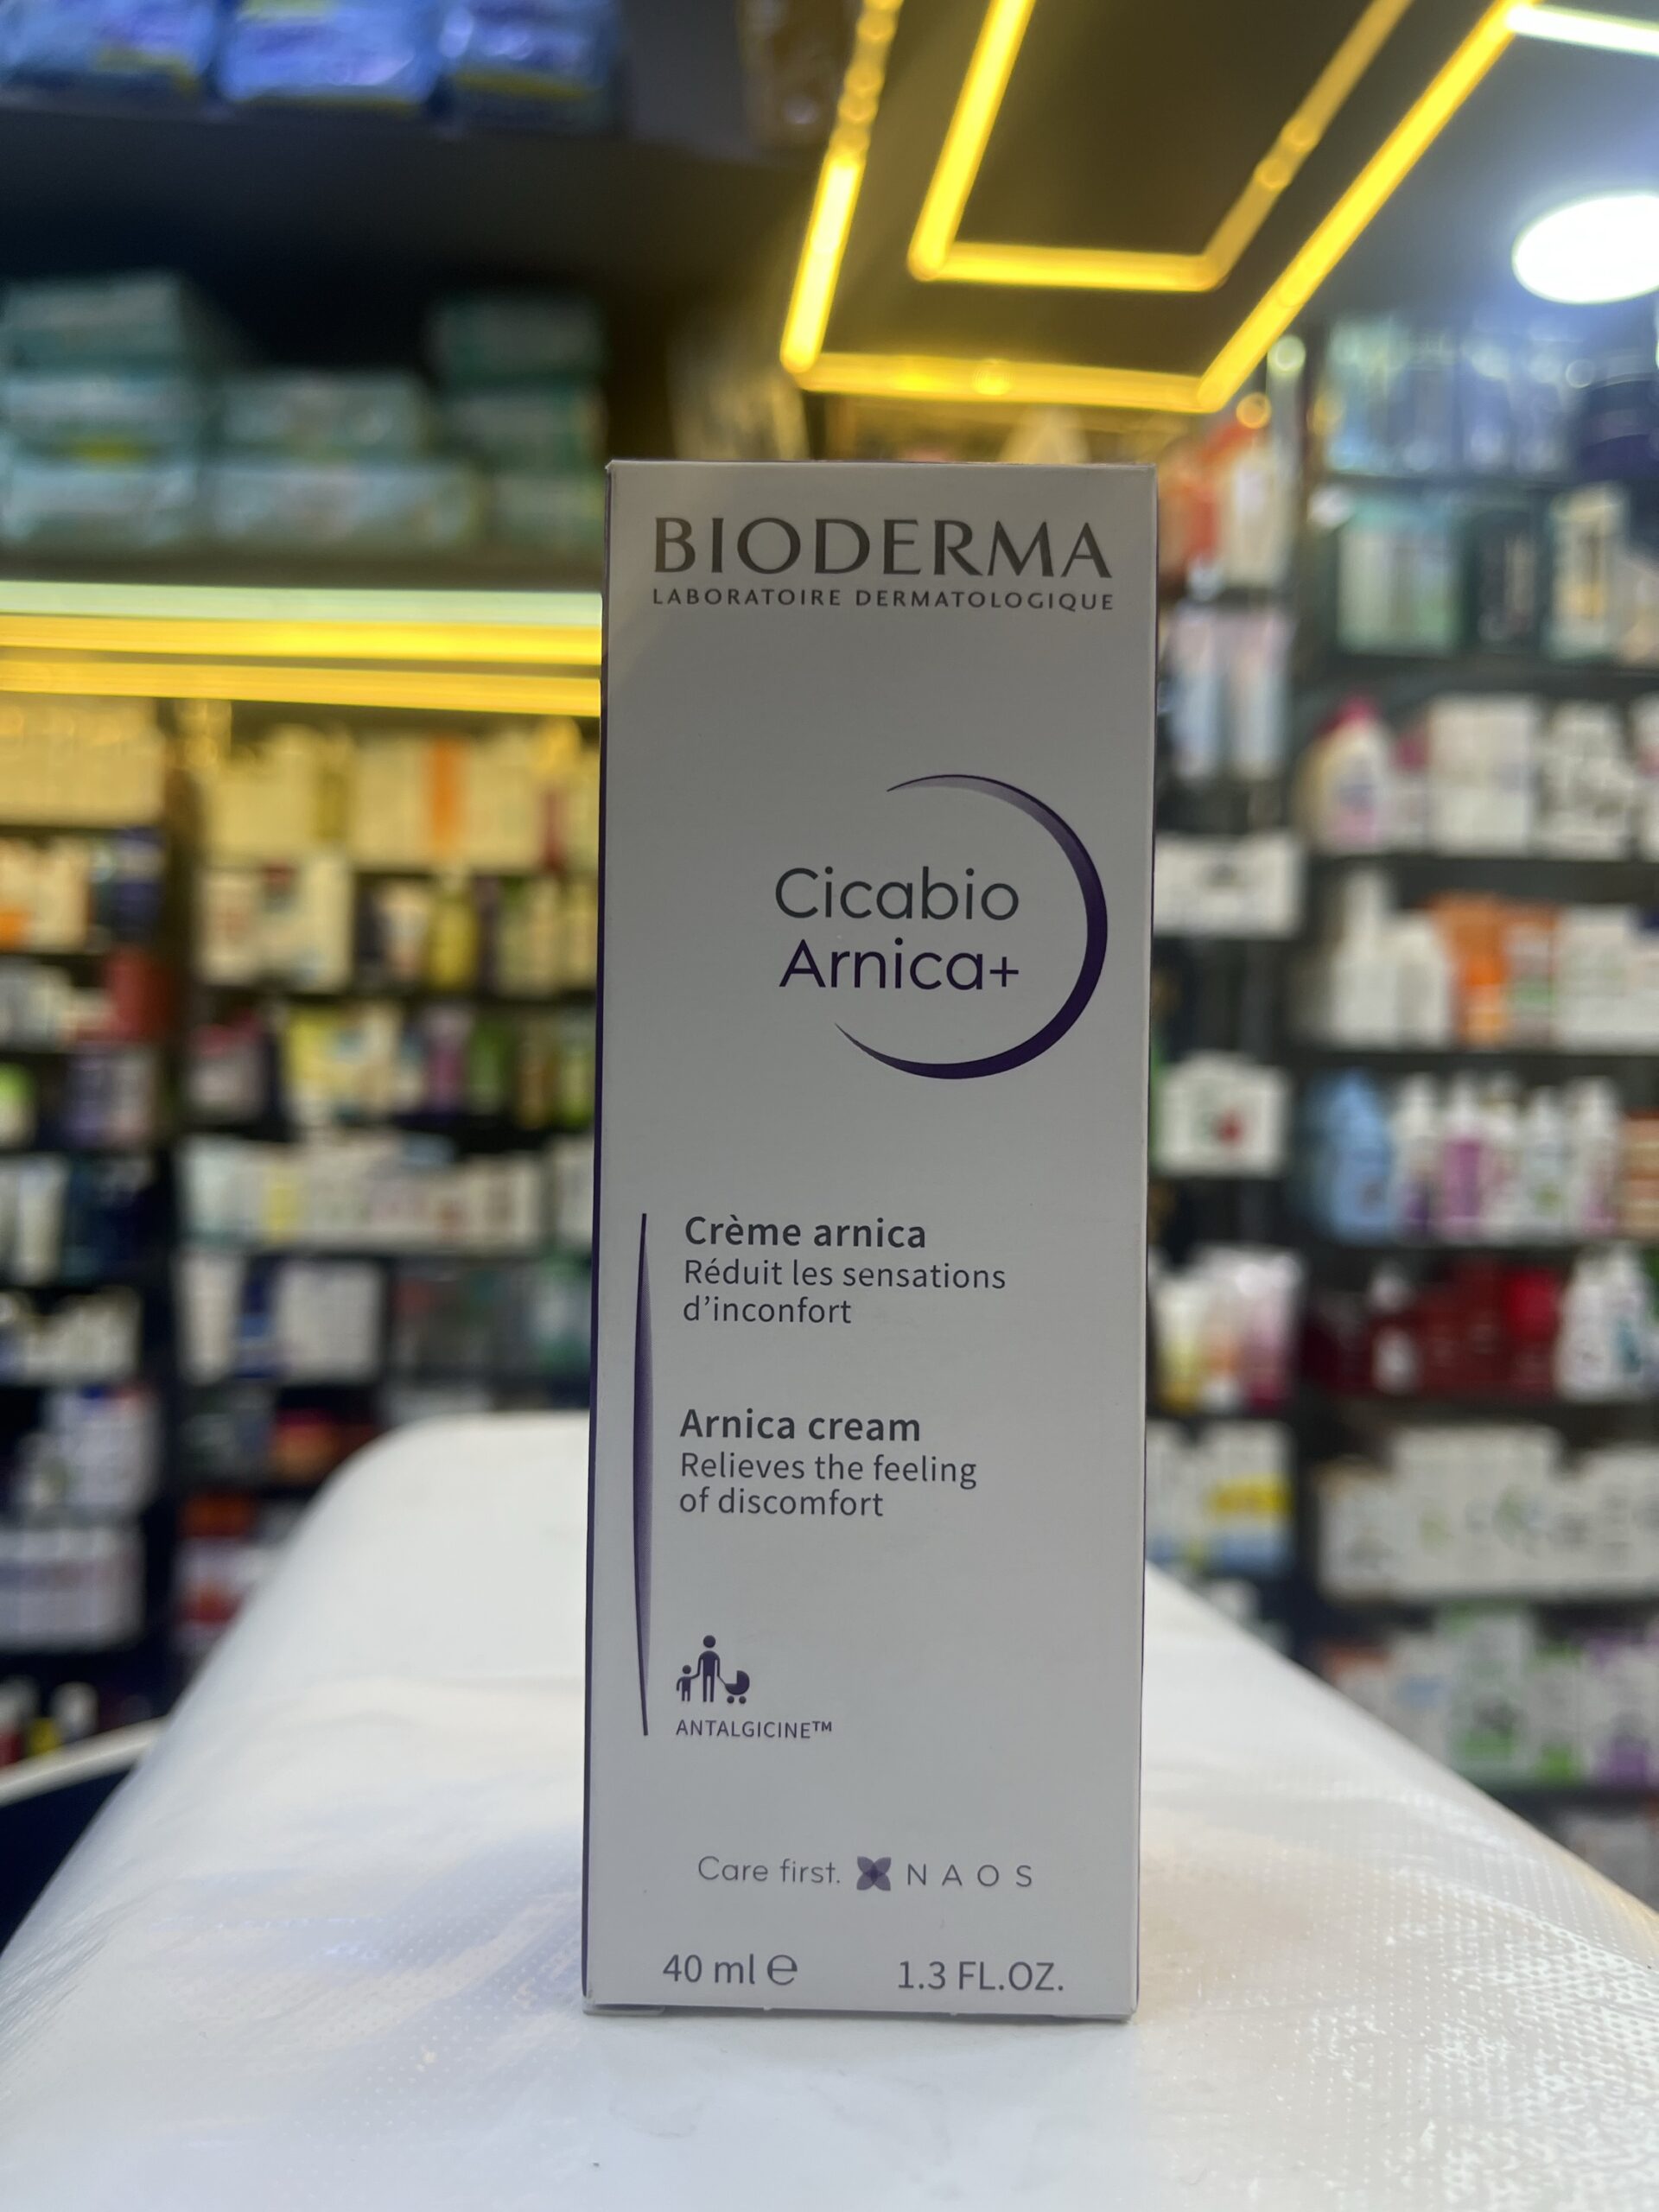 BIODERMA
LABORATOIRE DERMATOLOGIQUE
Cicabio
Arnica+
Crème arnica
Réduit les sensations
d’inconfort
Arnica cream
Relieves the feeling
of discomfort
ANTALGICINE™
Care first. NAOS
40 ml ℮ 1.3 FL.OZ.